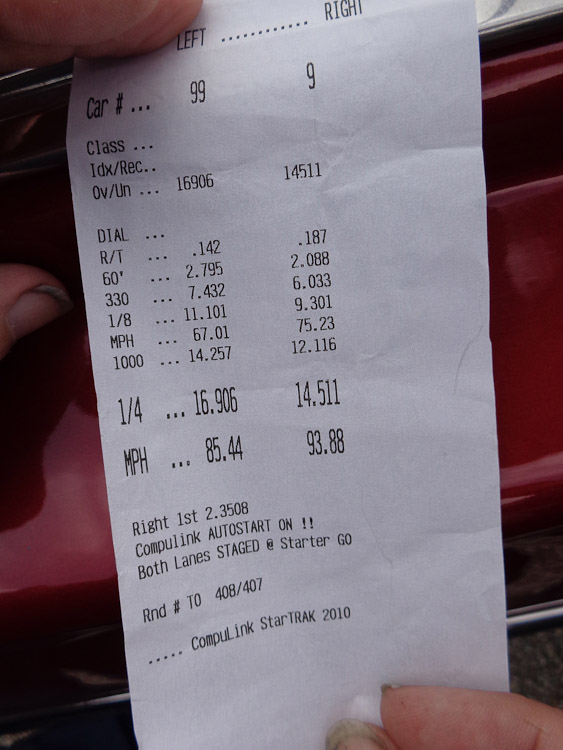 LEFT ............ RIGHT
Car # ... 99 9
Class ...
Idx/Rec..
Ov/Un ... 16906 14511
DIAL ...
R/T ... .142 .187
60' ... 2.795 2.088
330 ... 7.432 6.033
1/8 ... 11.101 9.301
MPH ... 67.01 75.23
1000 ... 14.257 12.116
1/4 ... 16.906 14.511
MPH ... 85.44 93.88
Right 1st 2.3508
Compulink AUTOSTART ON !!
Both Lanes STAGED @ Starter GO
Rnd # T0 408/407
..... CompuLink StarTRAK 2010